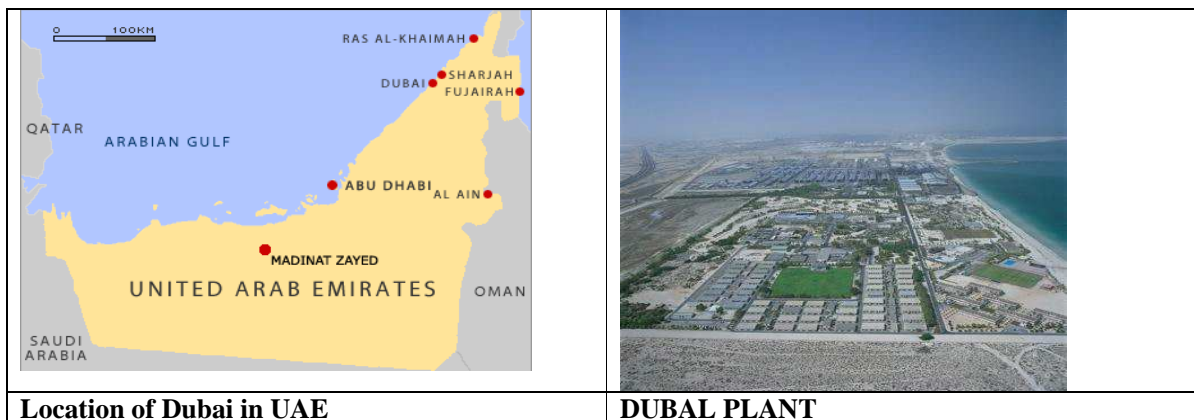 0 100KM
RAS AL-KHAIMAH
SHARJAH
DUBAI
FUJAIRAH
QATAR
ARABIAN GULF
ABU DHABI
AL AIN
MADINAT ZAYED
UNITED ARAB EMIRATES
OMAN
SAUDI
ARABIA
Location of Dubai in UAE
DUBAL PLANT